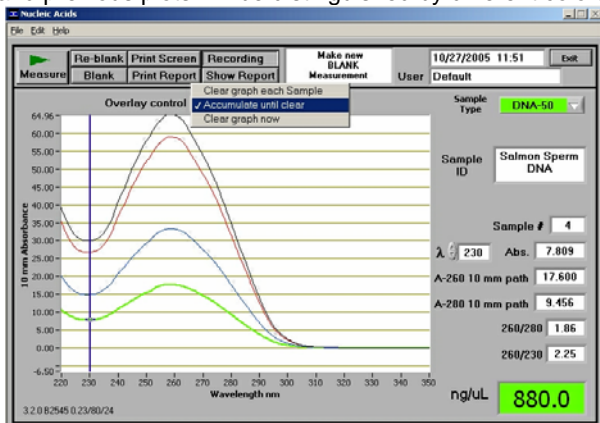 Nucleic Acids
File Edit Help
Measure
Re-blank Print Screen Recording
Blank Print Report Show Report
Make new
BLANK
Measurement
10/27/2005 11:51 Exit
User Default
Overlay control
Clear graph each Sample
✓ Accumulate until clear
Clear graph now
Sample
Type
DNA-50
Sample
ID
Salmon Sperm
DNA
Sample # 4
λ 230 Abs. 7.809
A-260 10 mm path 17.600
A-280 10 mm path 9.456
260/280 1.86
260/230 2.25
ng/uL 880.0
10 mm Absorbance
64.96
60.00
55.00
50.00
45.00
40.00
35.00
30.00
25.00
20.00
15.00
10.00
5.00
0.00
-6.50
220 230 240 250 260 270 280 290 300 310 320 330 340 350
Wavelength nm
3.2.0 B2545 0.23/80/24